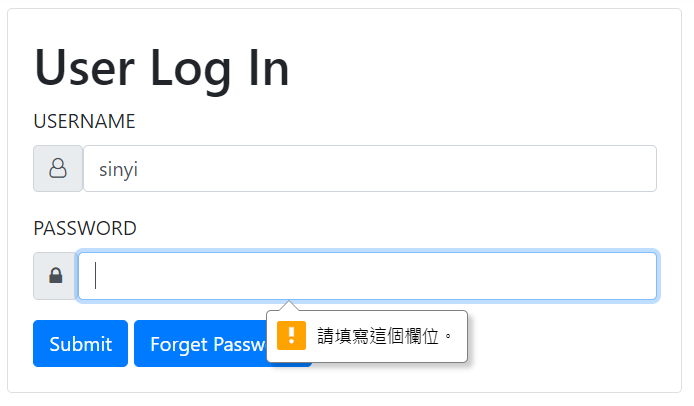 User Log In
USERNAME
sinyi
PASSWORD
請填寫這個欄位。
Submit
Forget Passw